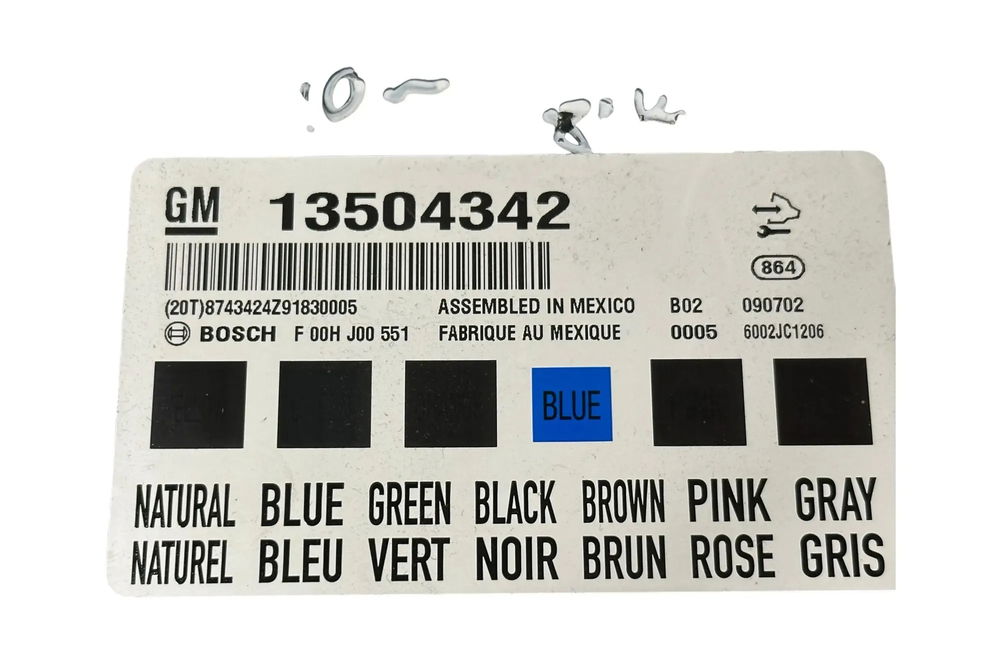 GM 13504342
864
(20T)8743424Z91830005 ASSEMBLED IN MEXICO B02 090702
BOSCH F 00H J00 551 FABRIQUE AU MEXIQUE 0005 6002JC1206
BLUE
NATURAL BLUE GREEN BLACK BROWN PINK GRAY
NATUREL BLEU VERT NOIR BRUN ROSE GRIS